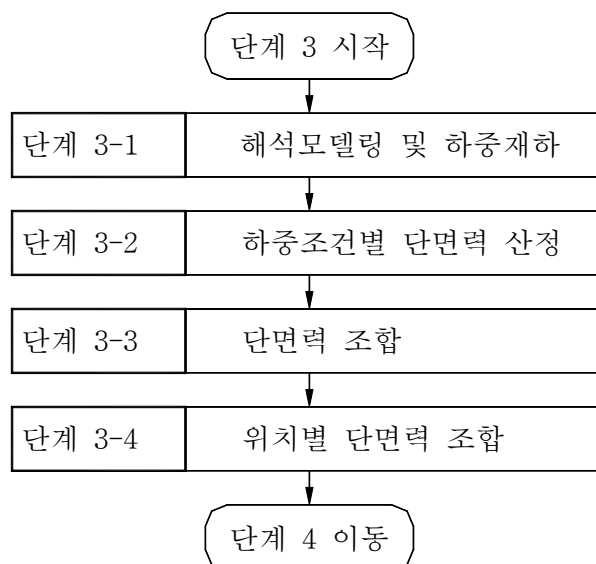 단계 3 시작
단계 3-1 해석모델링 및 하중재하
단계 3-2 하중조건별 단면력 산정
단계 3-3 단면력 조합
단계 3-4 위치별 단면력 조합
단계 4 이동